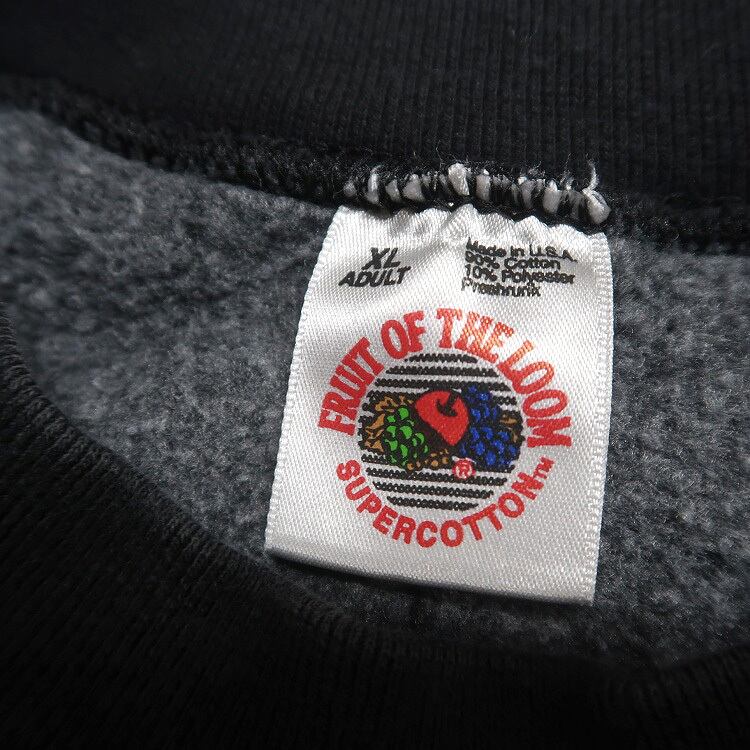 XL
ADULT
Made in U.S.A.
90% Cotton
10% Polyester
Preshrunk
FRUIT OF THE LOOM
®
SUPERCOTTON™